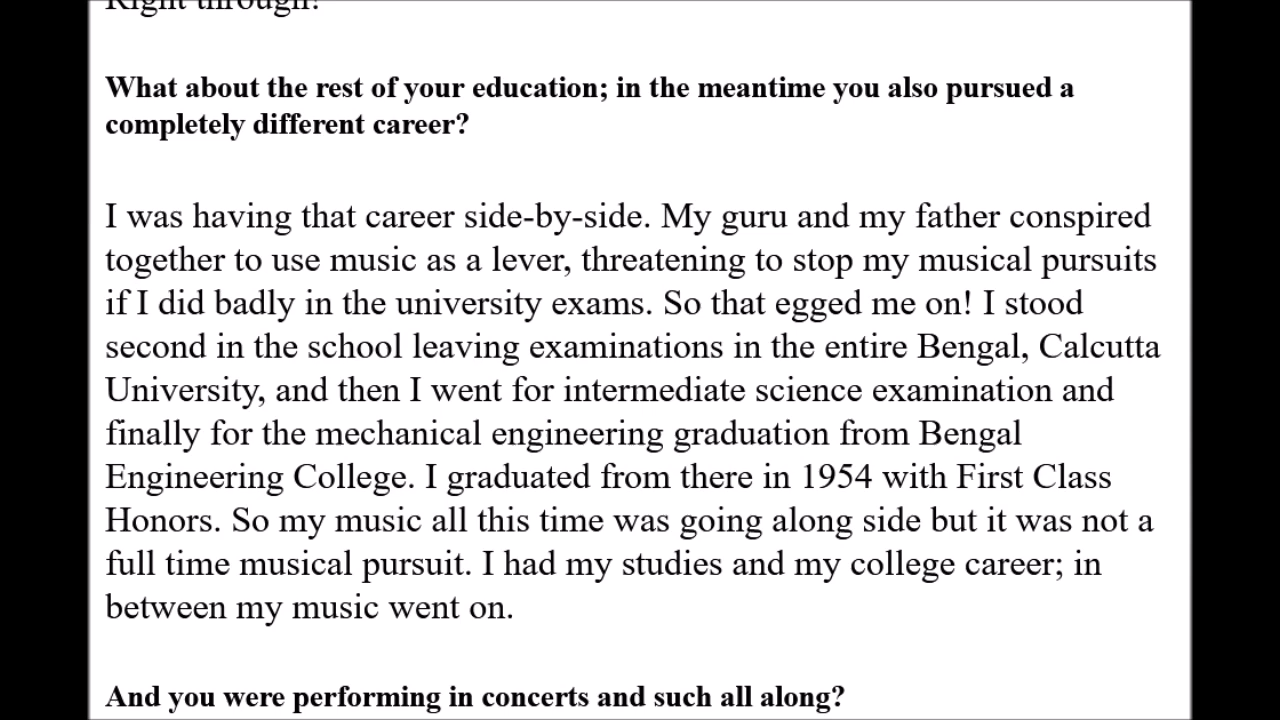 Right through!
What about the rest of your education; in the meantime you also pursued a
completely different career?
I was having that career side-by-side. My guru and my father conspired
together to use music as a lever, threatening to stop my musical pursuits
if I did badly in the university exams. So that egged me on! I stood
second in the school leaving examinations in the entire Bengal, Calcutta
University, and then I went for intermediate science examination and
finally for the mechanical engineering graduation from Bengal
Engineering College. I graduated from there in 1954 with First Class
Honors. So my music all this time was going along side but it was not a
full time musical pursuit. I had my studies and my college career; in
between my music went on.
And you were performing in concerts and such all along?